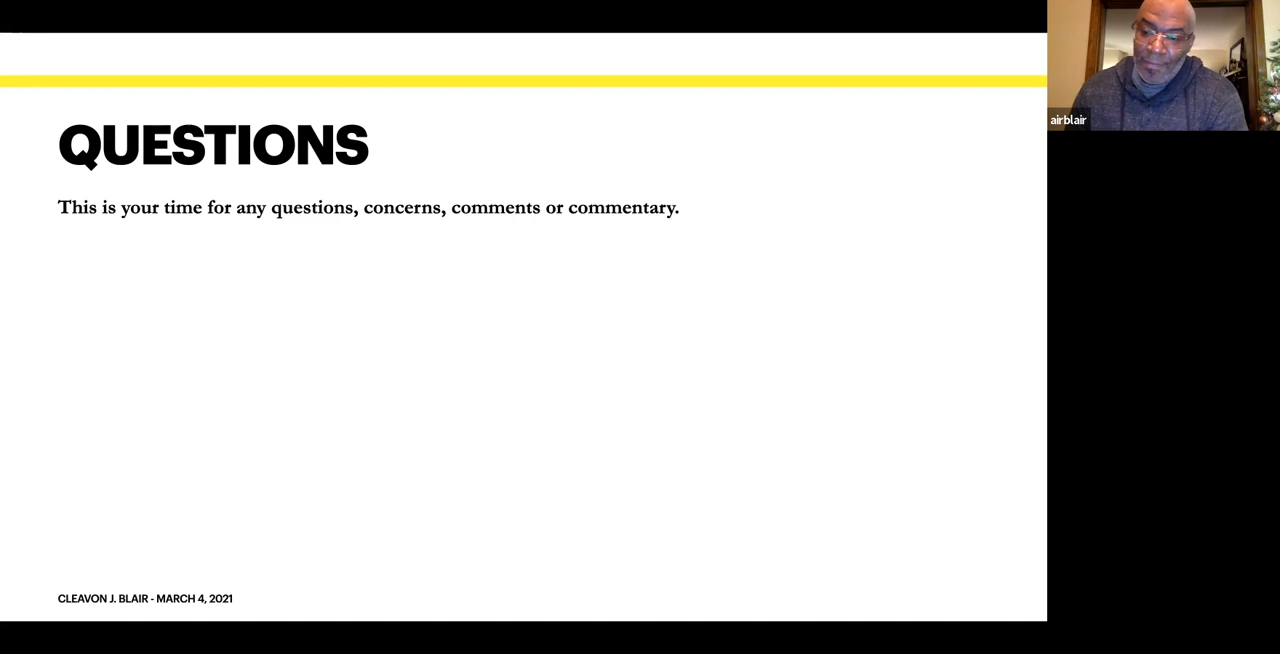 QUESTIONS
This is your time for any questions, concerns, comments or commentary.
CLEAVON J. BLAIR - MARCH 4, 2021
airblair